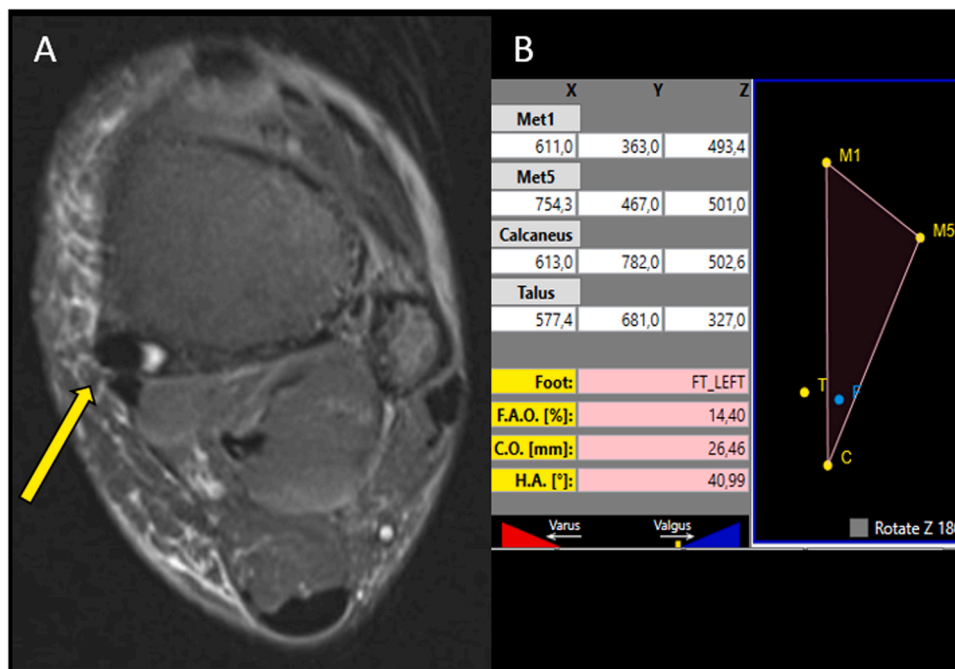 A
B
X Y Z
Met1
611,0 363,0 493,4
Met5
754,3 467,0 501,0
Calcaneus
613,0 782,0 502,6
Talus
577,4 681,0 327,0
Foot: FT_LEFT
F.A.O. [%]: 14,40
C.O. [mm]: 26,46
H.A. [°]: 40,99
Varus Valgus
M1
M5
T
F
C
Rotate Z 180